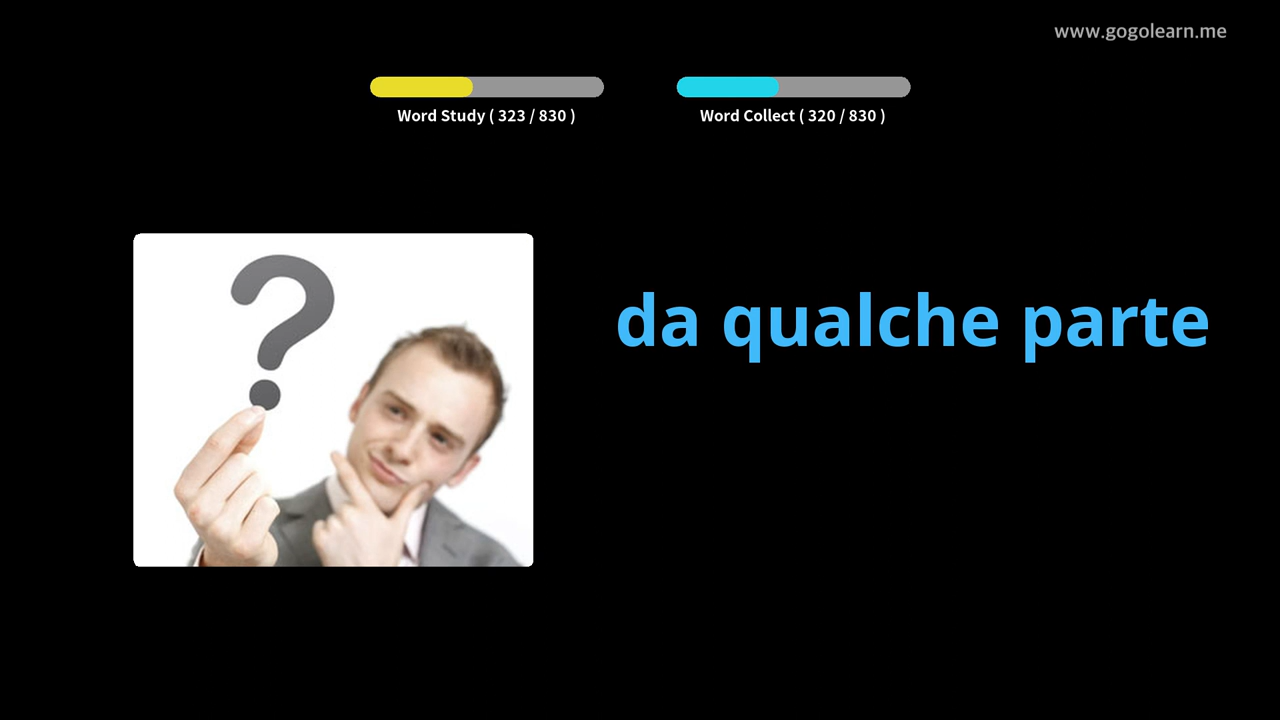 www.gogolearn.me
Word Study ( 323 / 830 )
Word Collect ( 320 / 830 )
?
da qualche parte